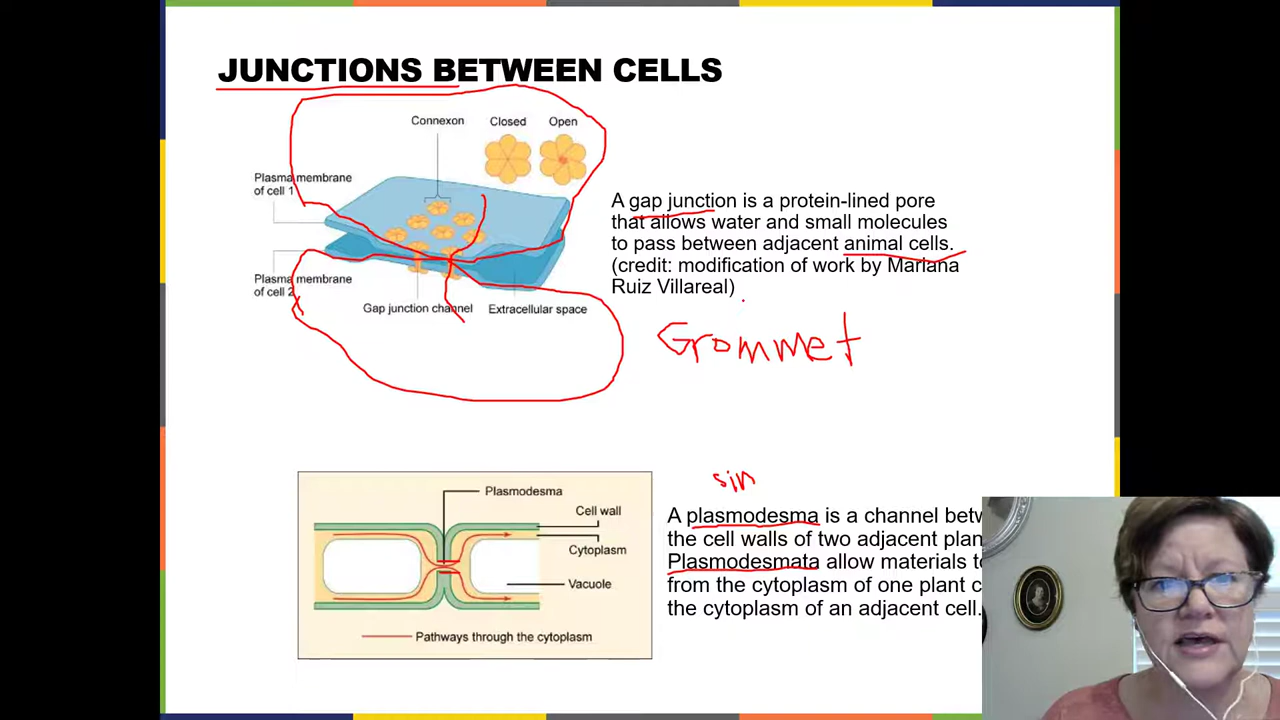 JUNCTIONS BETWEEN CELLS
Connexon
Closed
Open
Plasma membrane
of cell 1
Plasma membrane
of cell 2
Gap junction channel
Extracellular space
A gap junction is a protein-lined pore
that allows water and small molecules
to pass between adjacent animal cells.
(credit: modification of work by Mariana
Ruiz Villareal)
Grommet
sin
Plasmodesma
Cell wall
Cytoplasm
Vacuole
Pathways through the cytoplasm
A plasmodesma is a channel betw
the cell walls of two adjacent plan
Plasmodesmata allow materials to
from the cytoplasm of one plant c
the cytoplasm of an adjacent cell.